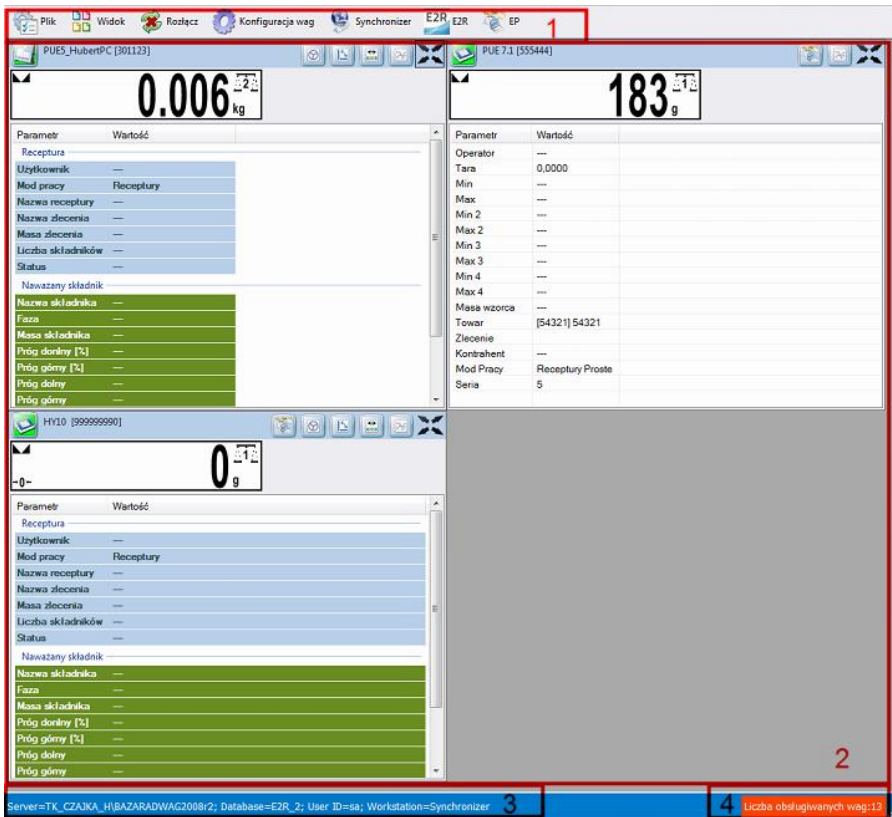 Plik Widok Rozłącz Konfiguracja wag Synchronizer E2R E2R EP 1
PUE5_HubertPC [301123]
0.006 kg 2
Parametr Wartość
Receptura
Użytkownik ---
Mod pracy Receptury
Nazwa receptury ---
Nazwa zlecenia ---
Masa zlecenia ---
Liczba składników ---
Status ---
Naważany składnik
Nazwa składnika ---
Faza ---
Masa składnika ---
Próg donlny [%] ---
Próg górny [%] ---
Próg dolny ---
Próg górny ---
PUE 7.1 [555444]
183 g 1
Parametr Wartość
Operator ---
Tara 0,0000
Min ---
Max ---
Min 2 ---
Max 2 ---
Min 3 ---
Max 3 ---
Min 4 ---
Max 4 ---
Masa wzorca ---
Towar [54321] 54321
Zlecenie
Kontrahent ---
Mod Pracy Receptury Proste
Seria 5
HY10 [999999990]
-0- 0 g 1
Parametr Wartość
Receptura
Użytkownik ---
Mod pracy Receptury
Nazwa receptury ---
Nazwa zlecenia ---
Masa zlecenia ---
Liczba składników ---
Status ---
Naważany składnik
Nazwa składnika ---
Faza ---
Masa składnika ---
Próg donlny [%] ---
Próg górny [%] ---
Próg dolny ---
Próg górny ---
2
Server=TK_CZAJKA_H\BAZARADWAG2008r2; Database=E2R_2; User ID=sa; Workstation=Synchronizer 3
4 Liczba obsługiwanych wag:13